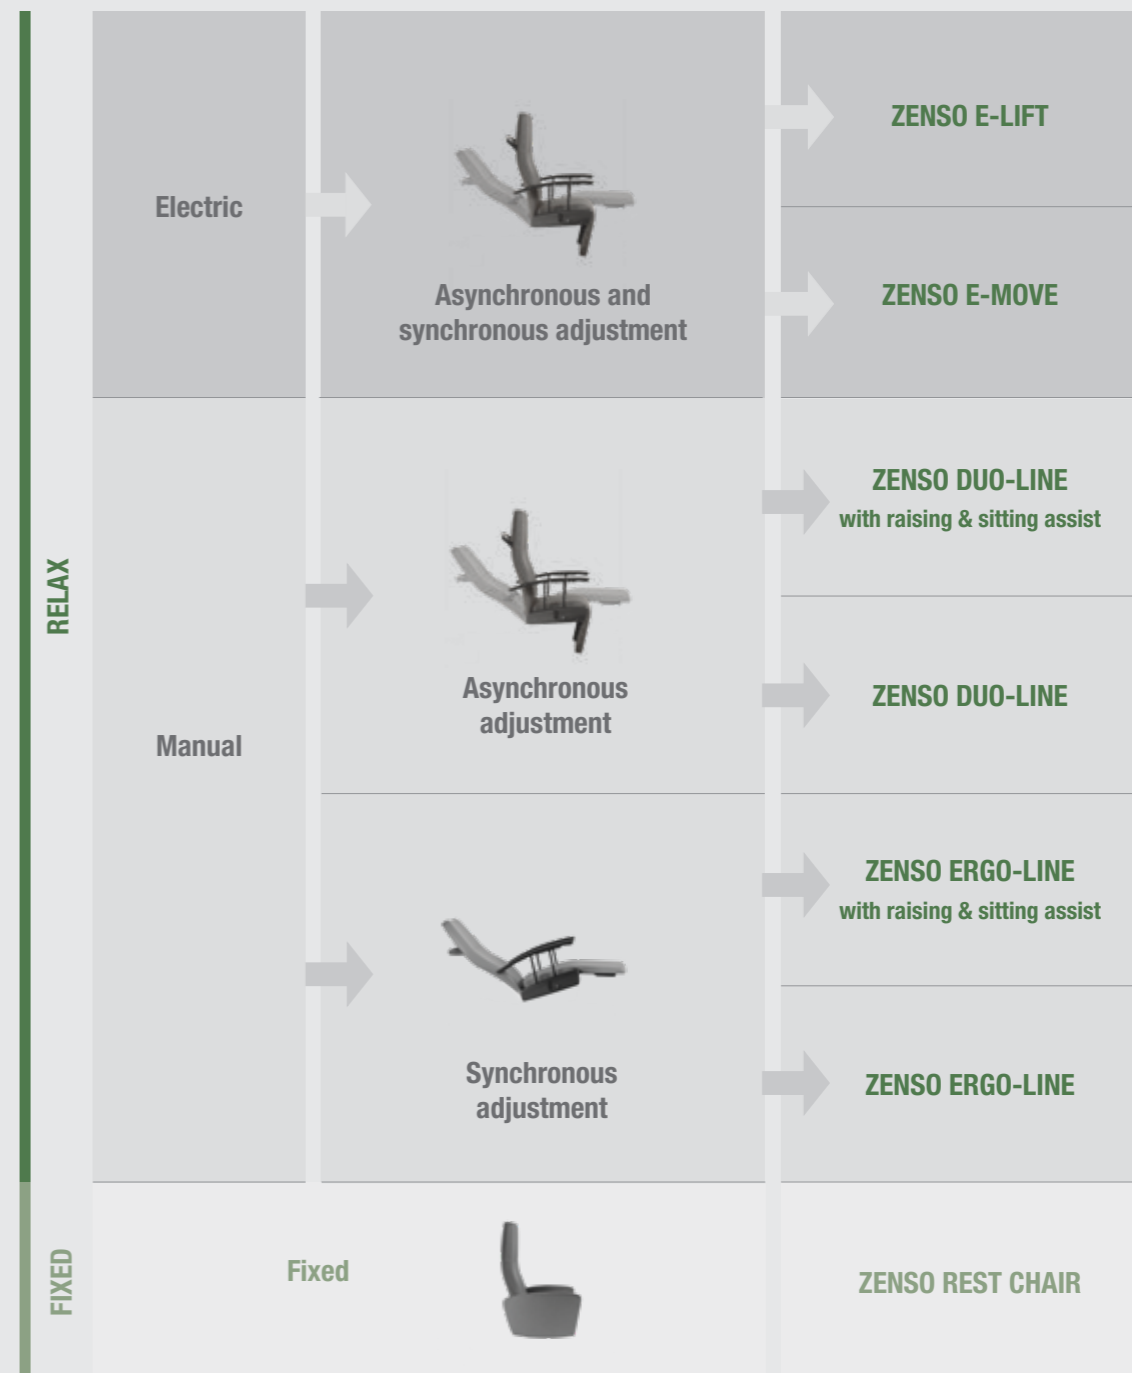 RELAX
Electric
Asynchronous and
synchronous adjustment
ZENSO E-LIFT
ZENSO E-MOVE
Manual
Asynchronous
adjustment
ZENSO DUO-LINE
with raising & sitting assist
ZENSO DUO-LINE
Synchronous
adjustment
ZENSO ERGO-LINE
with raising & sitting assist
ZENSO ERGO-LINE
FIXED
Fixed
ZENSO REST CHAIR